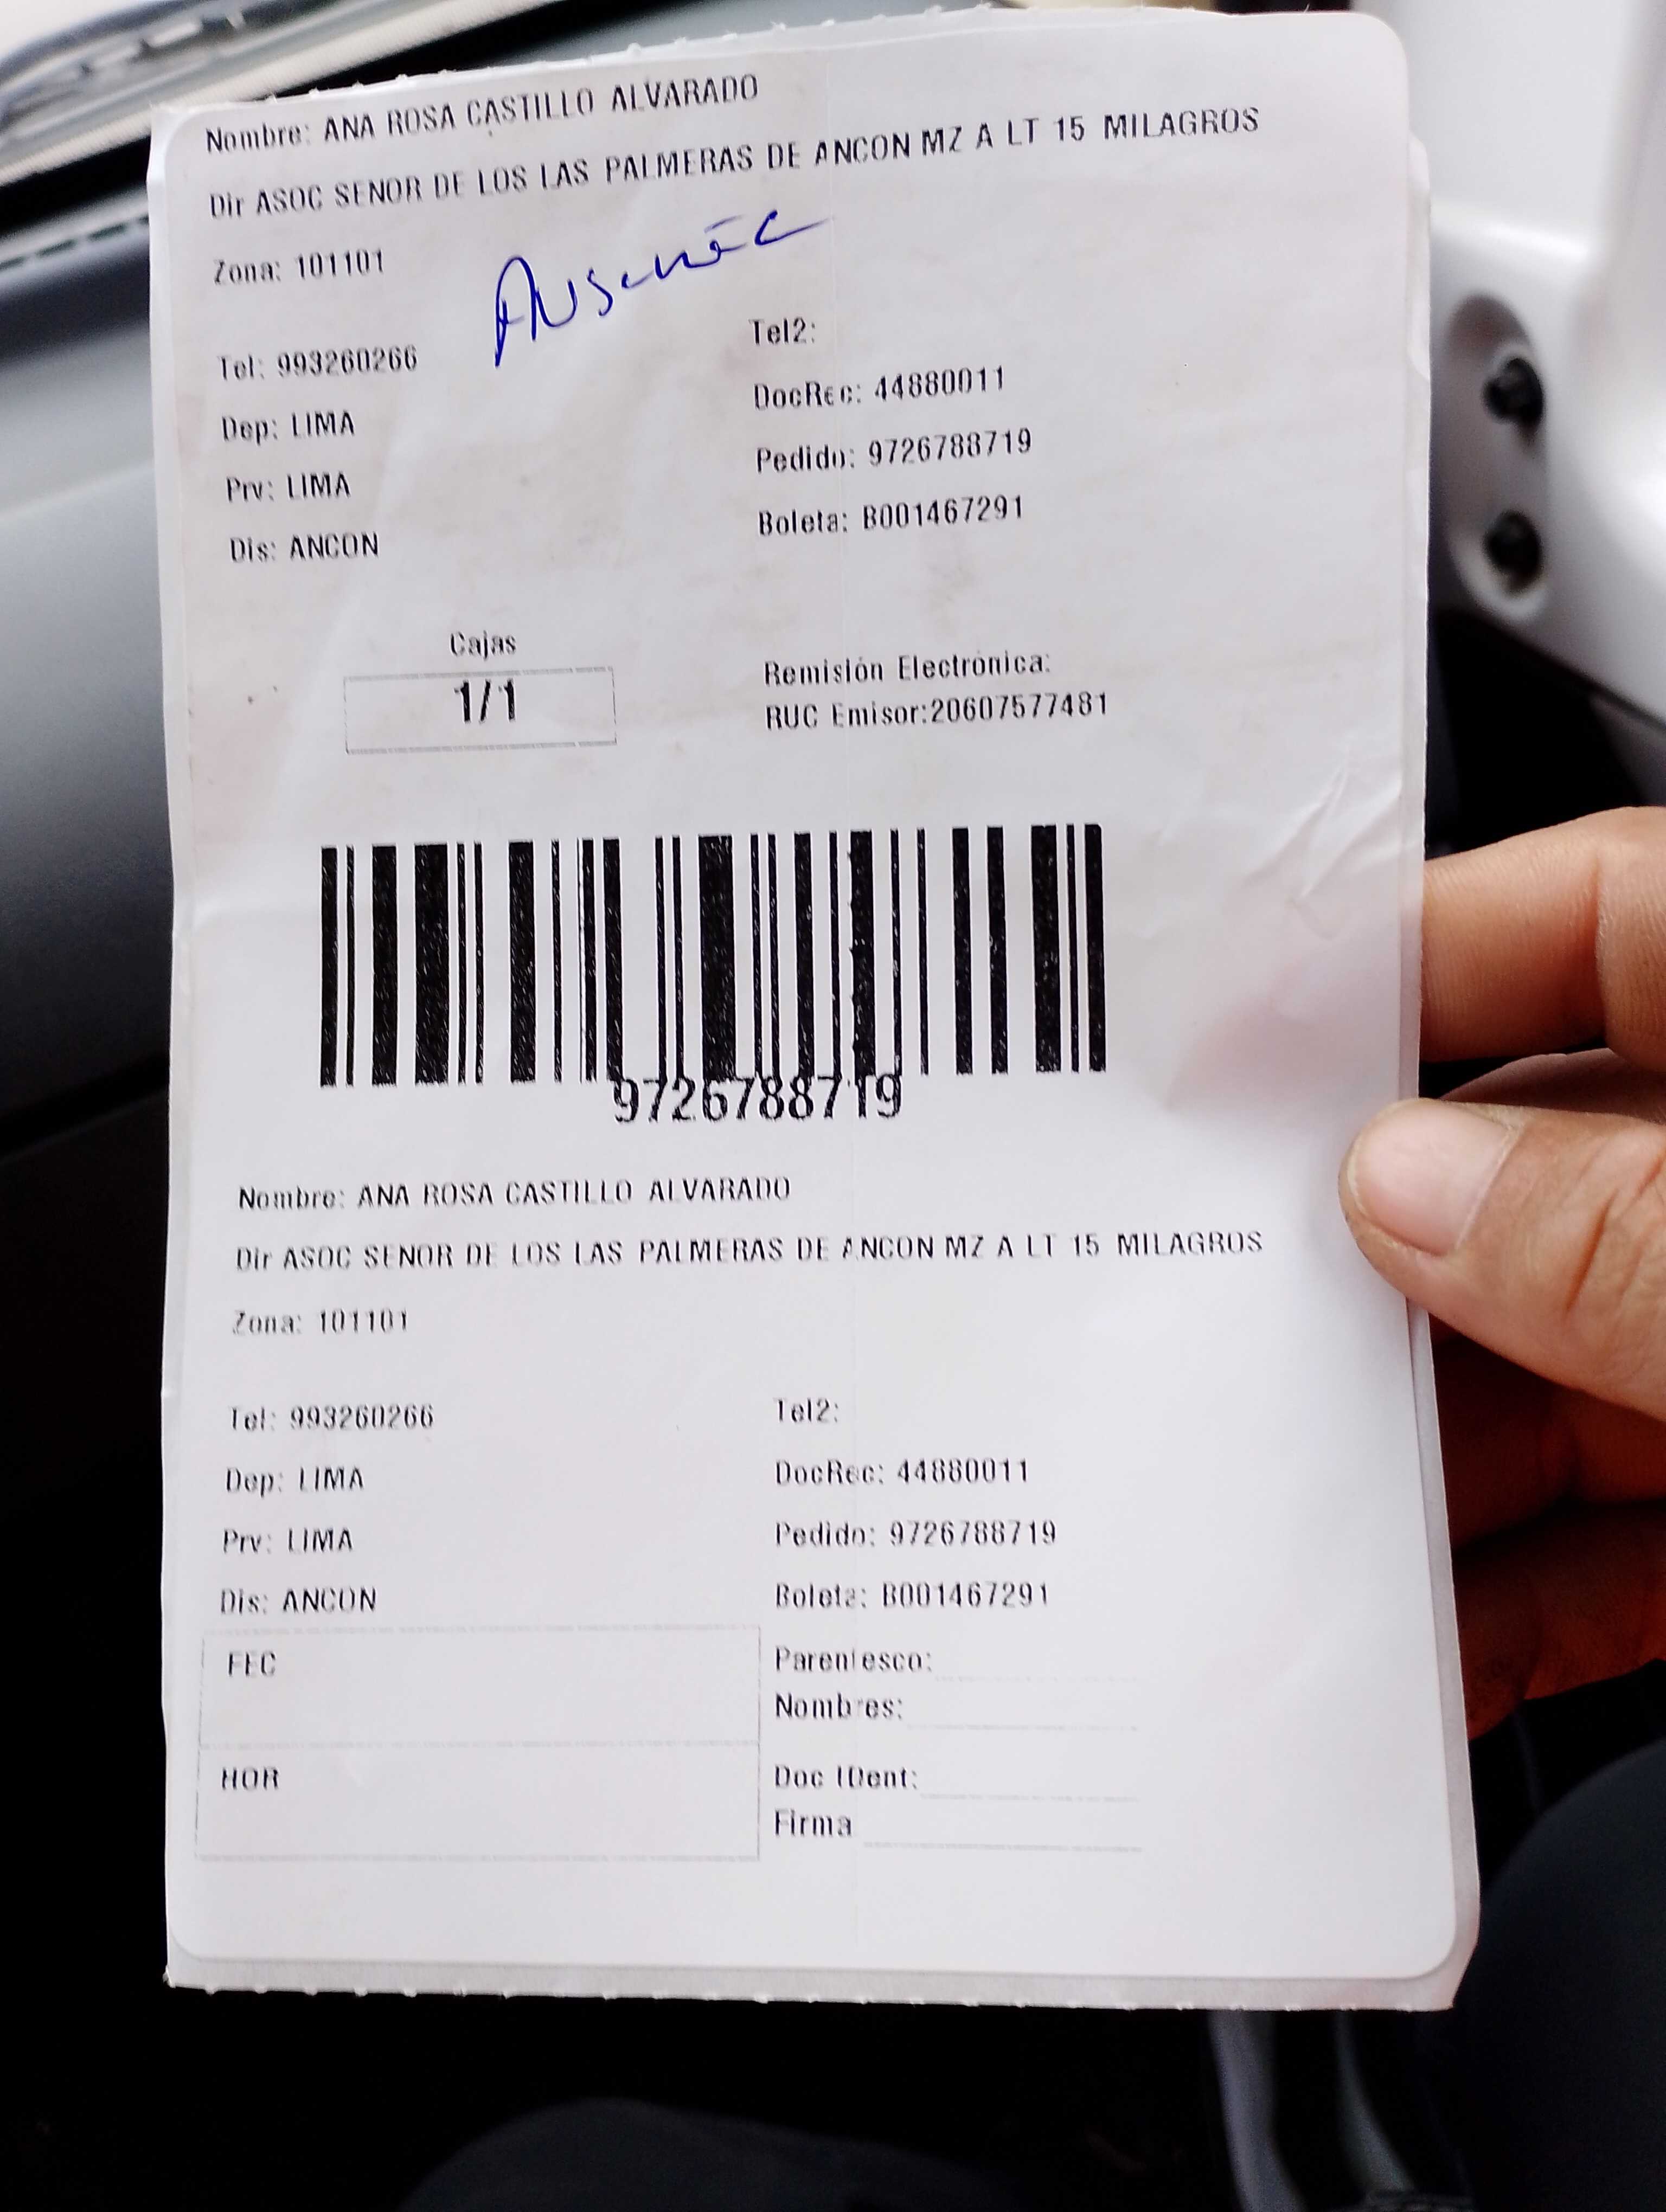 Nombre: ANA ROSA CASTILLO ALVARADO
Dir ASOC SENOR DE LOS LAS PALMERAS DE ANCON MZ A LT 15 MILAGROS
Zona: 101101
Ausente
Tel: 993260266
Tel2:
Dep: LIMA
DocRec: 44880011
Prv: LIMA
Pedido: 9726788719
Dis: ANCON
Boleta: B001467291
Cajas
1/1
Remisión Electrónica:
RUC Emisor:20607577481
9726788719
Nombre: ANA ROSA CASTILLO ALVARADO
Dir ASOC SENOR DE LOS LAS PALMERAS DE ANCON MZ A LT 15 MILAGROS
Zona: 101101
Tel: 993260266
Tel2:
Dep: LIMA
DocRec: 44880011
Prv: LIMA
Pedido: 9726788719
Dis: ANCON
Boleta: B001467291
FEC
Parentesco:
Nombres:
HOR
Doc IDent:
Firma